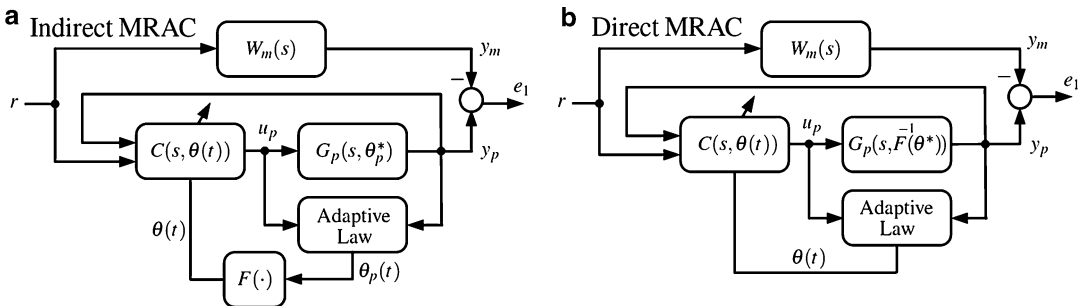 a Indirect MRAC
W_m(s)
y_m
−
e_1
r
C(s, θ(t))
u_p
G_p(s, θ_p^*)
y_p
Adaptive
Law
θ(t)
F(·)
θ_p(t)
b Direct MRAC
W_m(s)
y_m
−
e_1
r
C(s, θ(t))
u_p
G_p(s, F^{-1}(θ^*))
y_p
Adaptive
Law
θ(t)